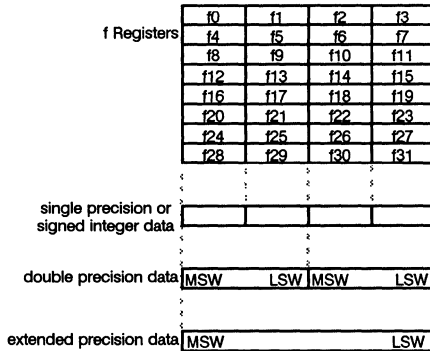 f Registers
f0 f1 f2 f3
f4 f5 f6 f7
f8 f9 f10 f11
f12 f13 f14 f15
f16 f17 f18 f19
f20 f21 f22 f23
f24 f25 f26 f27
f28 f29 f30 f31
single precision or
signed integer data
double precision data MSW LSW MSW LSW
extended precision data MSW LSW